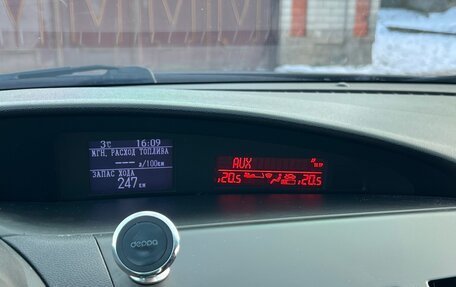 3°C 16:09
МГН. РАСХОД ТОПЛИВА
--- л/100км
ЗАПАС ХОДА
247 км
AUX
20.5 20.5
deppa